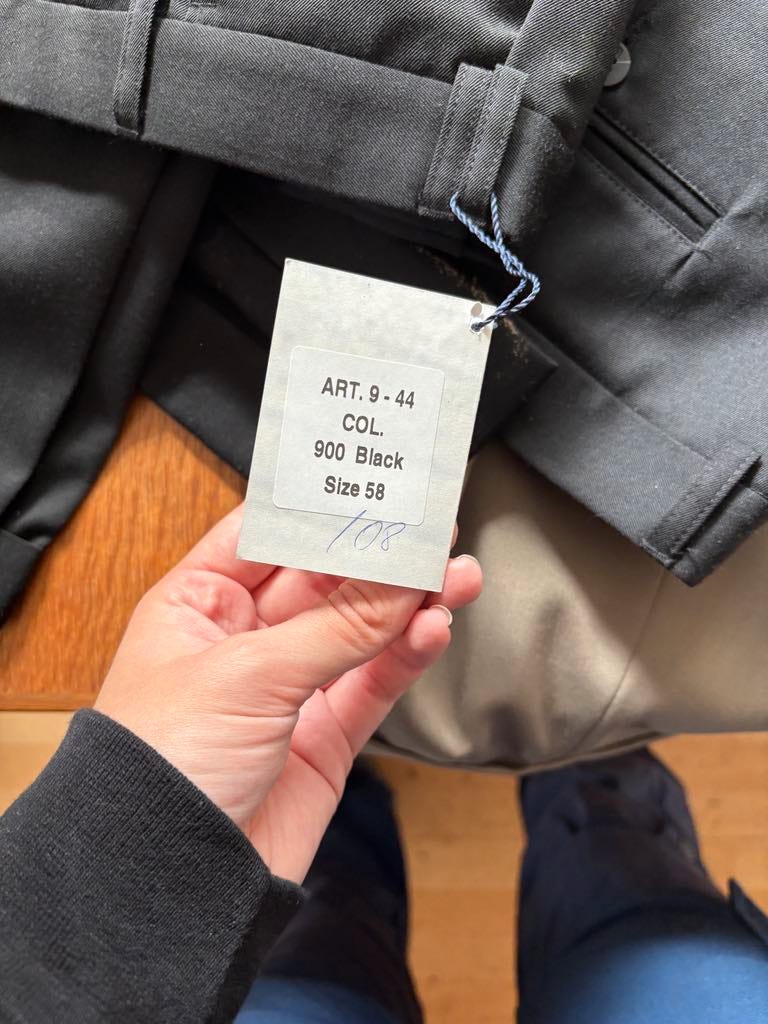 ART. 9 - 44
COL.
900 Black
Size 58
108